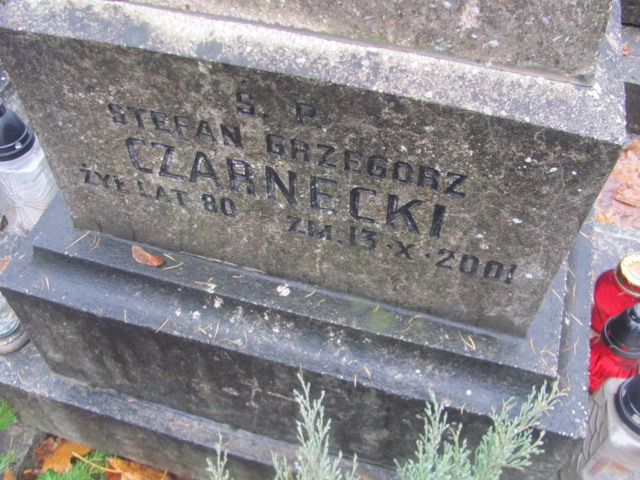 Ś. P.
STEFAN GRZEGORZ
CZARNECKI
ŻYŁ LAT 80 ZM. 13·X·2001